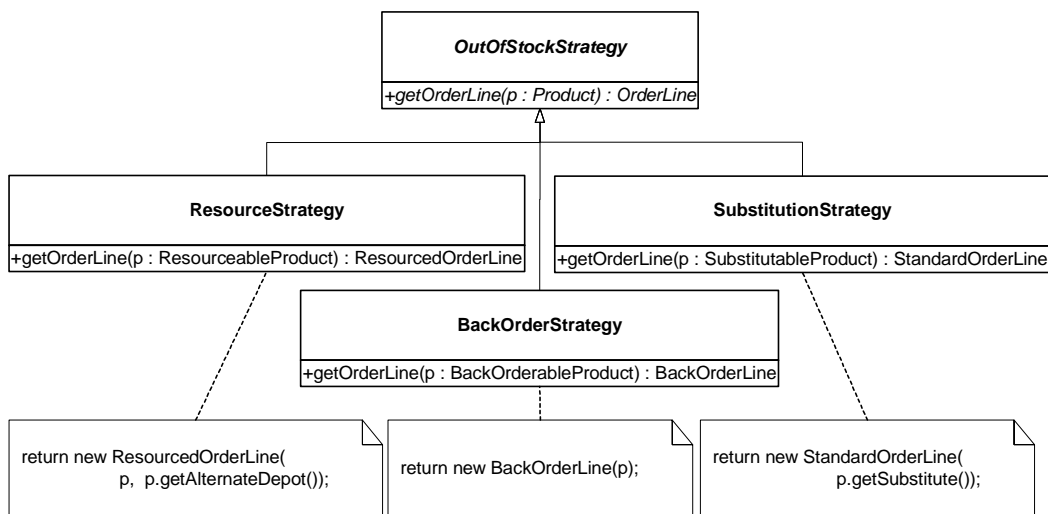 OutOfStockStrategy
+getOrderLine(p : Product) : OrderLine
ResourceStrategy
+getOrderLine(p : ResourceableProduct) : ResourcedOrderLine
SubstitutionStrategy
+getOrderLine(p : SubstitutableProduct) : StandardOrderLine
BackOrderStrategy
+getOrderLine(p : BackOrderableProduct) : BackOrderLine
return new ResourcedOrderLine(
p, p.getAlternateDepot());
return new BackOrderLine(p);
return new StandardOrderLine(
p.getSubstitute());